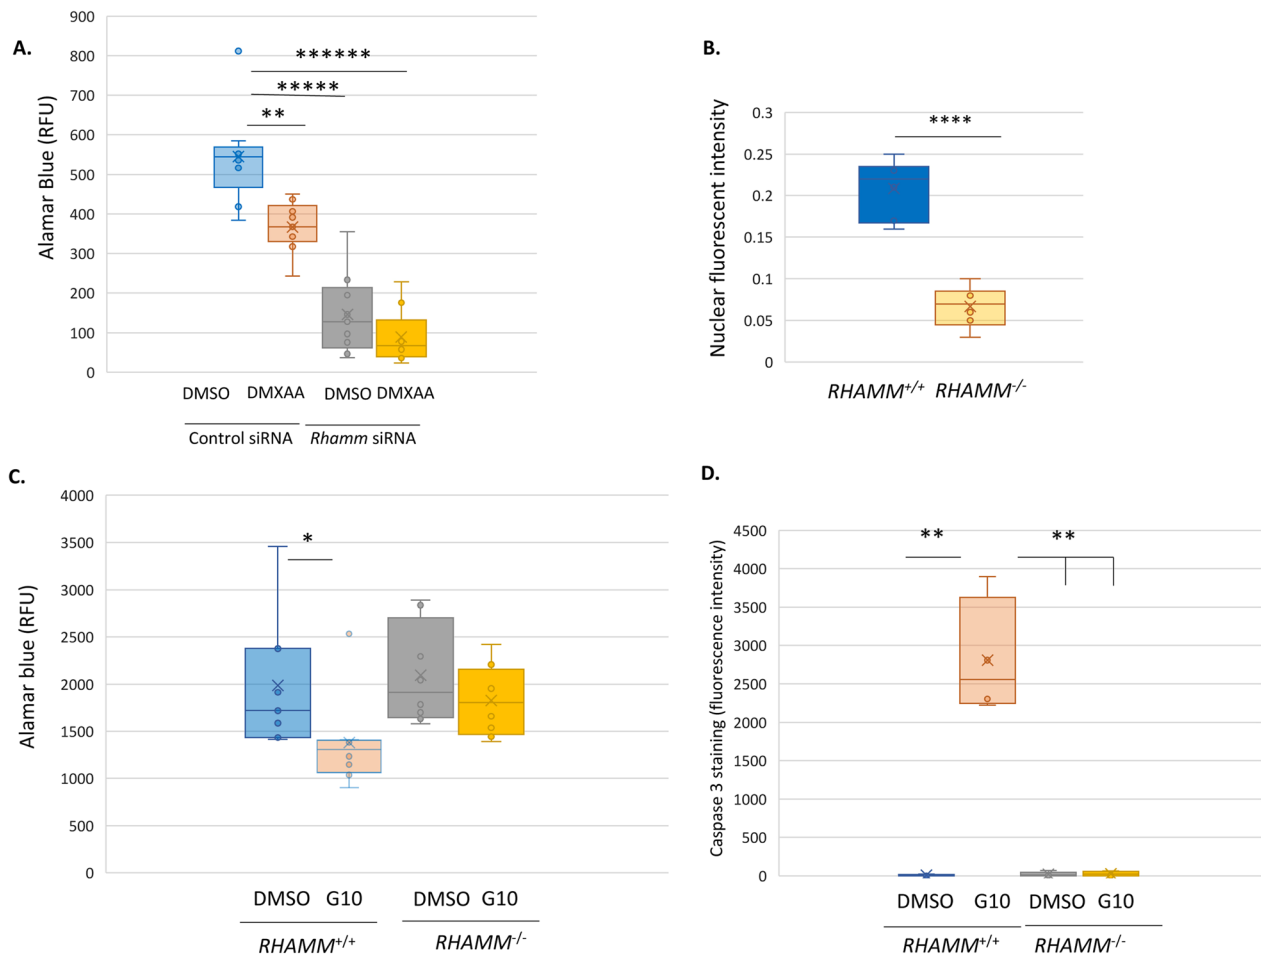 A.
Alamar Blue (RFU)
900
800
700
600
500
400
300
200
100
0
******
*****
**
DMSO DMXAA DMSO DMXAA
Control siRNA Rhamm siRNA
B.
Nuclear fluorescent intensity
0.3
0.25
0.2
0.15
0.1
0.05
0
****
RHAMM+/+ RHAMM-/-
C.
Alamar blue (RFU)
4000
3500
3000
2500
2000
1500
1000
500
0
*
DMSO G10 DMSO G10
RHAMM+/+ RHAMM-/-
D.
Caspase 3 staining (fluorescence intensity)
4500
4000
3500
3000
2500
2000
1500
1000
500
0
** **
DMSO G10 DMSO G10
RHAMM+/+ RHAMM-/-